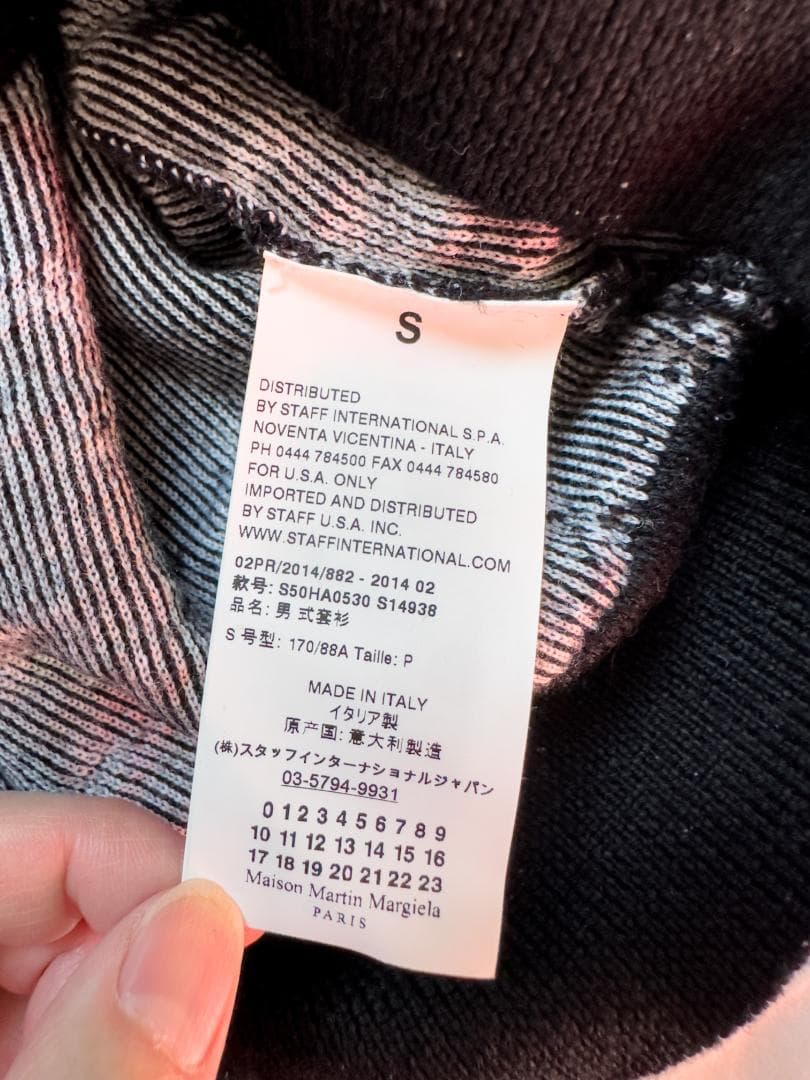 S
DISTRIBUTED
BY STAFF INTERNATIONAL S.P.A.
NOVENTA VICENTINA - ITALY
PH 0444 784500 FAX 0444 784580
FOR U.S.A. ONLY
IMPORTED AND DISTRIBUTED
BY STAFF U.S.A. INC.
WWW.STAFFINTERNATIONAL.COM
02PR/2014/882 - 2014 02
款号: S50HA0530 S14938
品名: 男 式套衫
S 号型: 170/88A Taille: P
MADE IN ITALY
イタリア製
原产国: 意大利製造
(株)スタッフインターナショナルジャパン
03-5794-9931
0 1 2 3 4 5 6 7 8 9
10 11 12 13 14 15 16
17 18 19 20 21 22 23
Maison Martin Margiela
PARIS